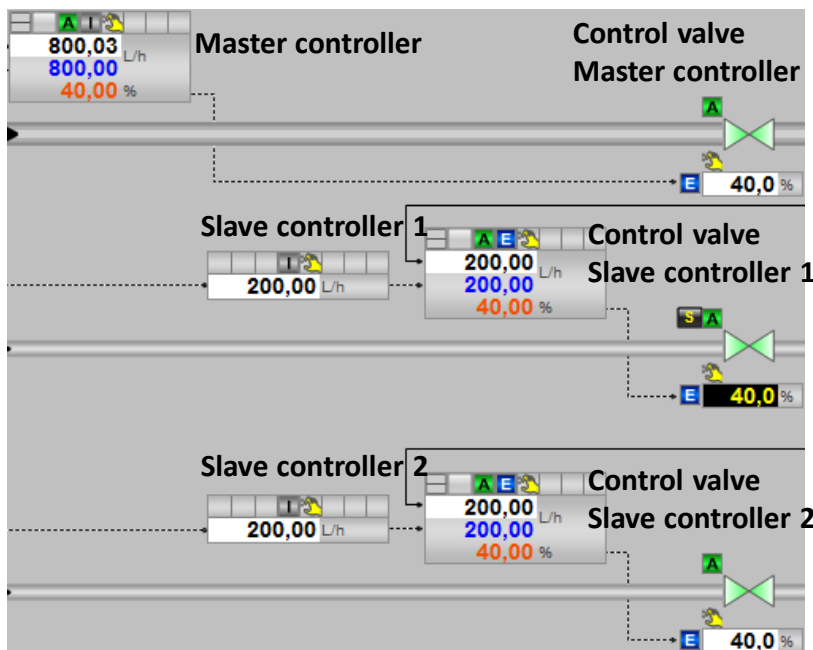 A I
800,03 L/h
800,00
40,00 %
Master controller
Control valve
Master controller
A
E 40,0 %
Slave controller 1
I
200,00 L/h
A E
200,00 L/h
200,00
40,00 %
Control valve
Slave controller 1
S A
E 40,0 %
Slave controller 2
I
200,00 L/h
A E
200,00 L/h
200,00
40,00 %
Control valve
Slave controller 2
A
E 40,0 %